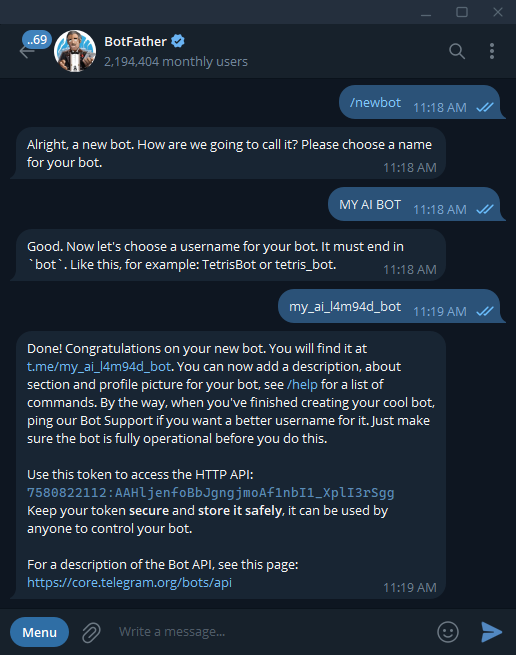 ..69
BotFather
2,194,404 monthly users
/newbot 11:18 AM
Alright, a new bot. How are we going to call it? Please choose a name
for your bot.
11:18 AM
MY AI BOT 11:18 AM
Good. Now let's choose a username for your bot. It must end in
`bot`. Like this, for example: TetrisBot or tetris_bot.
11:18 AM
my_ai_l4m94d_bot 11:19 AM
Done! Congratulations on your new bot. You will find it at
t.me/my_ai_l4m94d_bot. You can now add a description, about
section and profile picture for your bot, see /help for a list of
commands. By the way, when you've finished creating your cool bot,
ping our Bot Support if you want a better username for it. Just make
sure the bot is fully operational before you do this.
Use this token to access the HTTP API:
7580822112:AAHljenfoBbJgngjmoAf1nbI1_XplI3rSgg
Keep your token secure and store it safely, it can be used by
anyone to control your bot.
For a description of the Bot API, see this page:
https://core.telegram.org/bots/api
11:19 AM
Menu
Write a message...